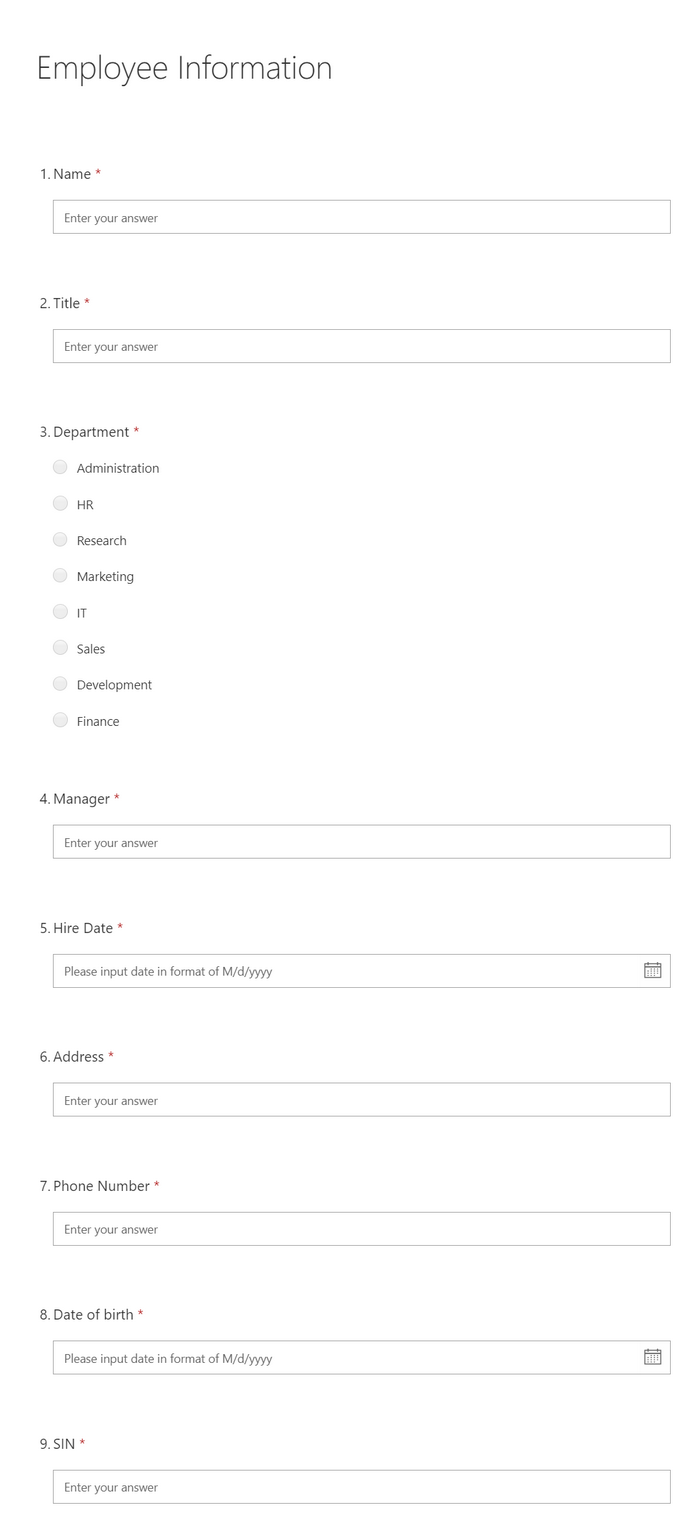 Employee Information
1. Name *
Enter your answer
2. Title *
Enter your answer
3. Department *
Administration
HR
Research
Marketing
IT
Sales
Development
Finance
4. Manager *
Enter your answer
5. Hire Date *
Please input date in format of M/d/yyyy
6. Address *
Enter your answer
7. Phone Number *
Enter your answer
8. Date of birth *
Please input date in format of M/d/yyyy
9. SIN *
Enter your answer